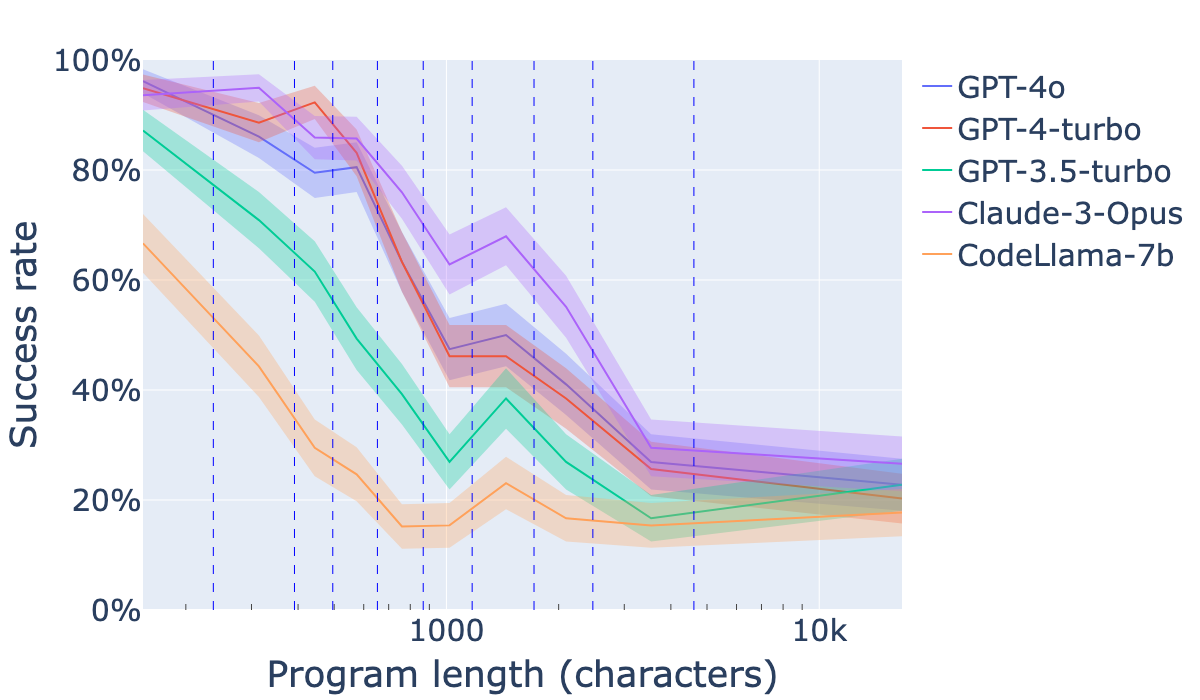 100%
80%
60%
40%
20%
0%
Success rate
1000
10k
Program length (characters)
GPT-4o
GPT-4-turbo
GPT-3.5-turbo
Claude-3-Opus
CodeLlama-7b